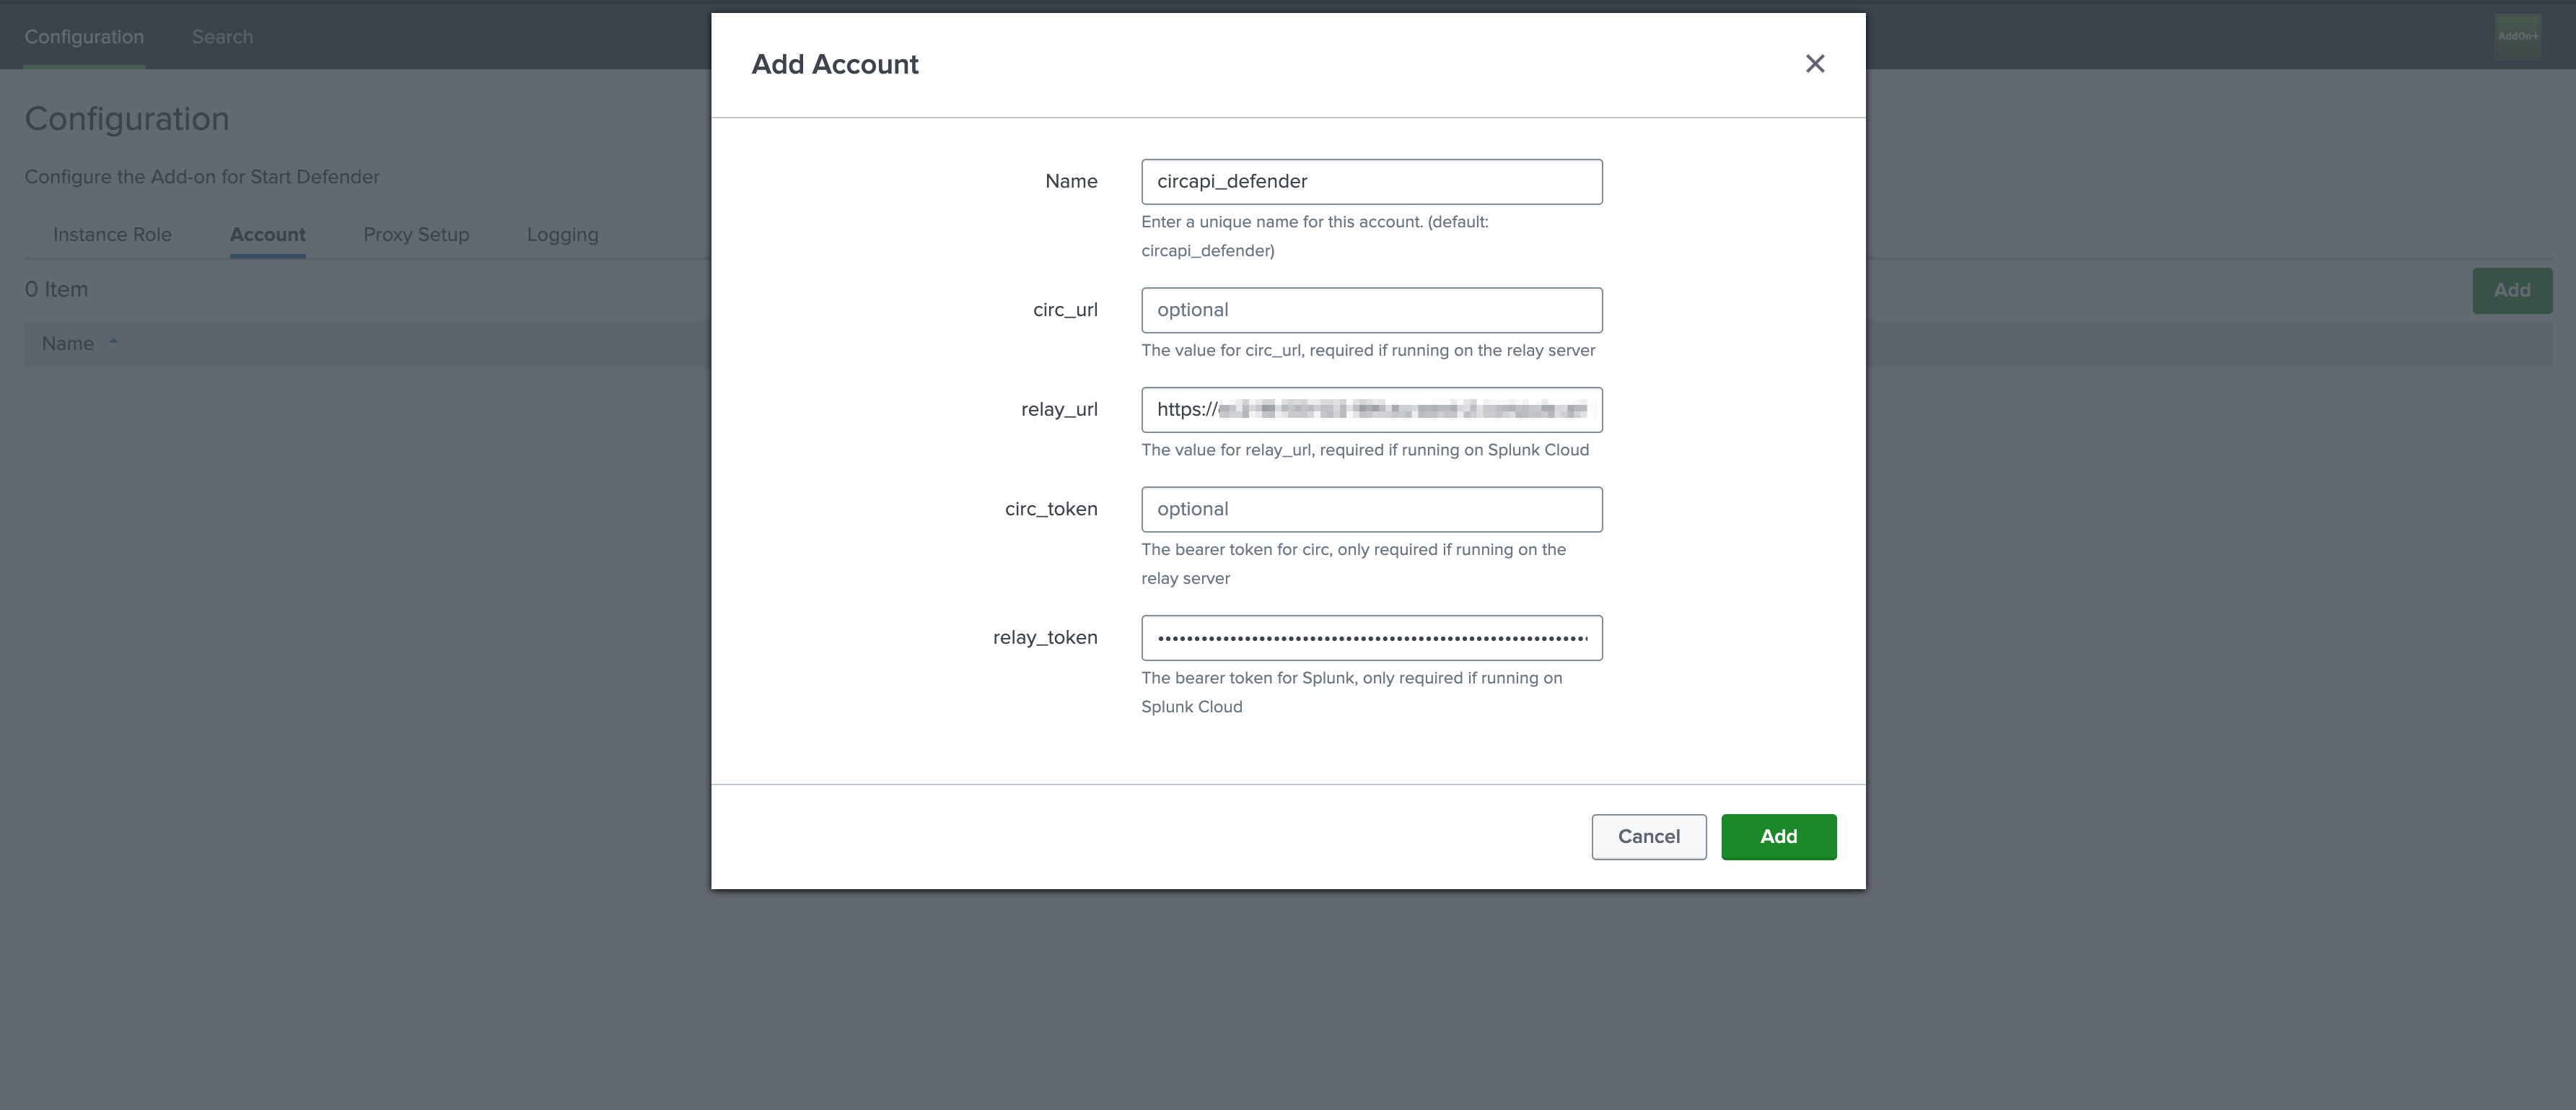 Configuration Search
AddOn+
Configuration
Configure the Add-on for Start Defender
Instance Role Account Proxy Setup Logging
0 Item
Add
Name
Add Account
Name
circapi_defender
Enter a unique name for this account. (default:
circapi_defender)
circ_url
optional
The value for circ_url, required if running on the relay server
relay_url
https://
The value for relay_url, required if running on Splunk Cloud
circ_token
optional
The bearer token for circ, only required if running on the
relay server
relay_token
The bearer token for Splunk, only required if running on
Splunk Cloud
Cancel
Add